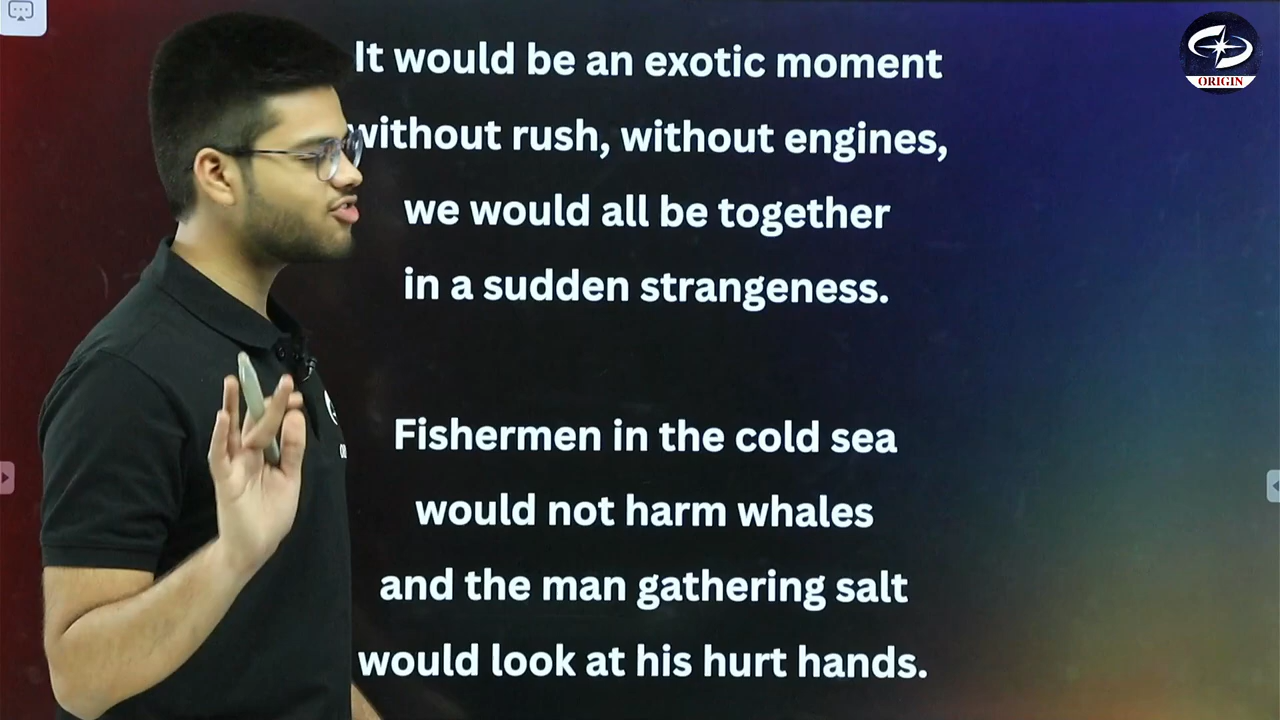 It would be an exotic moment
without rush, without engines,
we would all be together
in a sudden strangeness.
Fishermen in the cold sea
would not harm whales
and the man gathering salt
would look at his hurt hands.
ORIGIN